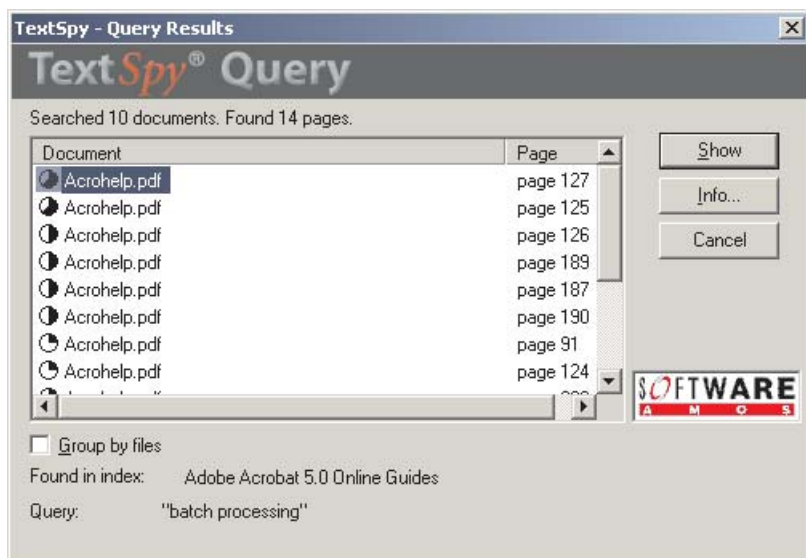 TextSpy - Query Results
TextSpy® Query
Searched 10 documents. Found 14 pages.
Document Page
Acrohelp.pdf page 127
Acrohelp.pdf page 125
Acrohelp.pdf page 126
Acrohelp.pdf page 189
Acrohelp.pdf page 187
Acrohelp.pdf page 190
Acrohelp.pdf page 91
Acrohelp.pdf page 124
Show
Info...
Cancel
SOFTWARE
AMOS
Group by files
Found in index: Adobe Acrobat 5.0 Online Guides
Query: "batch processing"